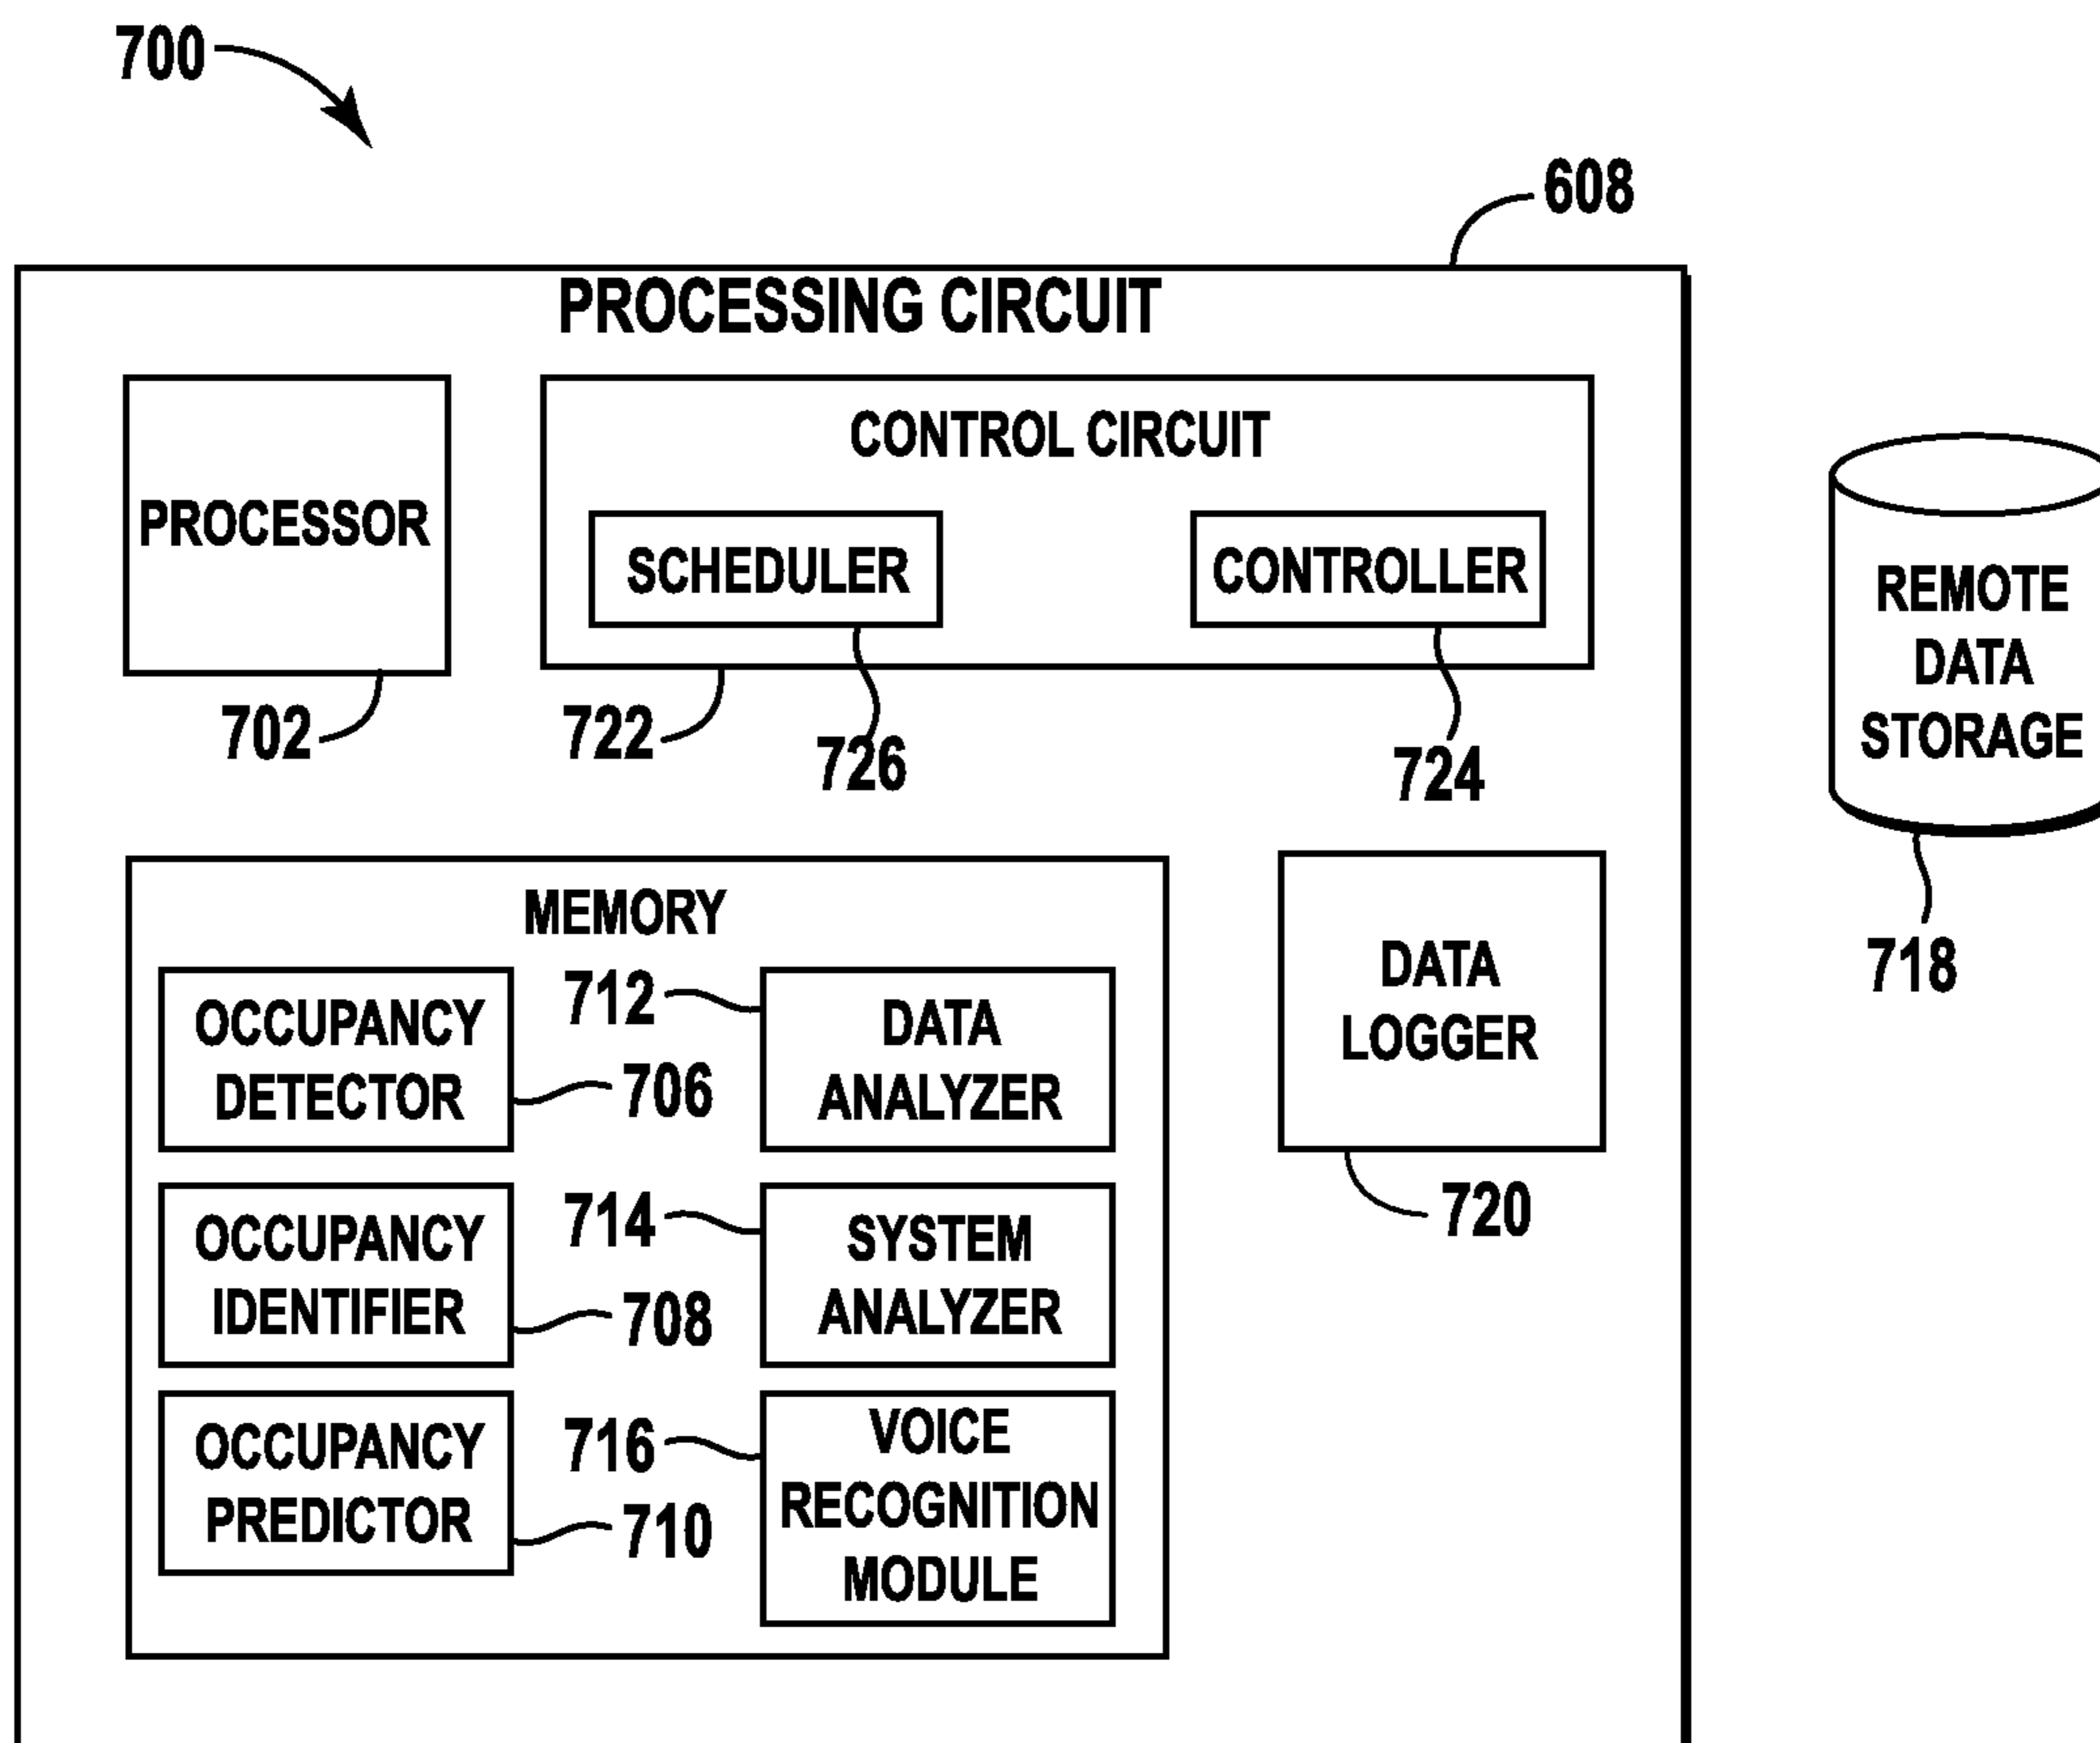 700
608
PROCESSING CIRCUIT
PROCESSOR
702
CONTROL CIRCUIT
SCHEDULER
CONTROLLER
722
726
724
REMOTE
DATA
STORAGE
718
MEMORY
OCCUPANCY
DETECTOR
706
712
DATA
ANALYZER
OCCUPANCY
IDENTIFIER
708
714
SYSTEM
ANALYZER
OCCUPANCY
PREDICTOR
710
716
VOICE
RECOGNITION
MODULE
DATA
LOGGER
720